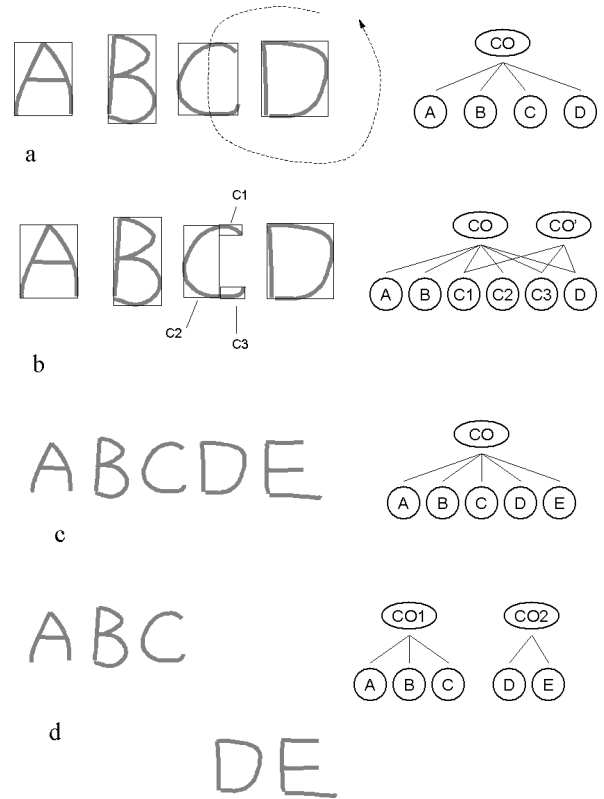 A B C D
CO
A B C D
a
C1
A B C D
C2
C3
CO CO'
A B C1 C2 C3 D
b
A B C D E
CO
A B C D E
c
A B C
CO1 CO2
A B C D E
d
D E